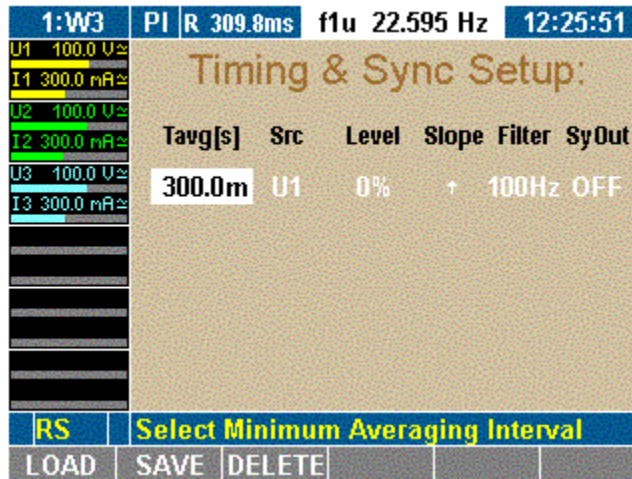 1:W3 PI R 309.8ms f1u 22.595 Hz 12:25:51
U1 100.0 V≃
I1 300.0 mA≃
U2 100.0 V≃
I2 300.0 mA≃
U3 100.0 V≃
I3 300.0 mA≃
Timing & Sync Setup:
Tavg[s] Src Level Slope Filter SyOut
300.0m U1 0% ↑ 100Hz OFF
RS Select Minimum Averaging Interval
LOAD SAVE DELETE